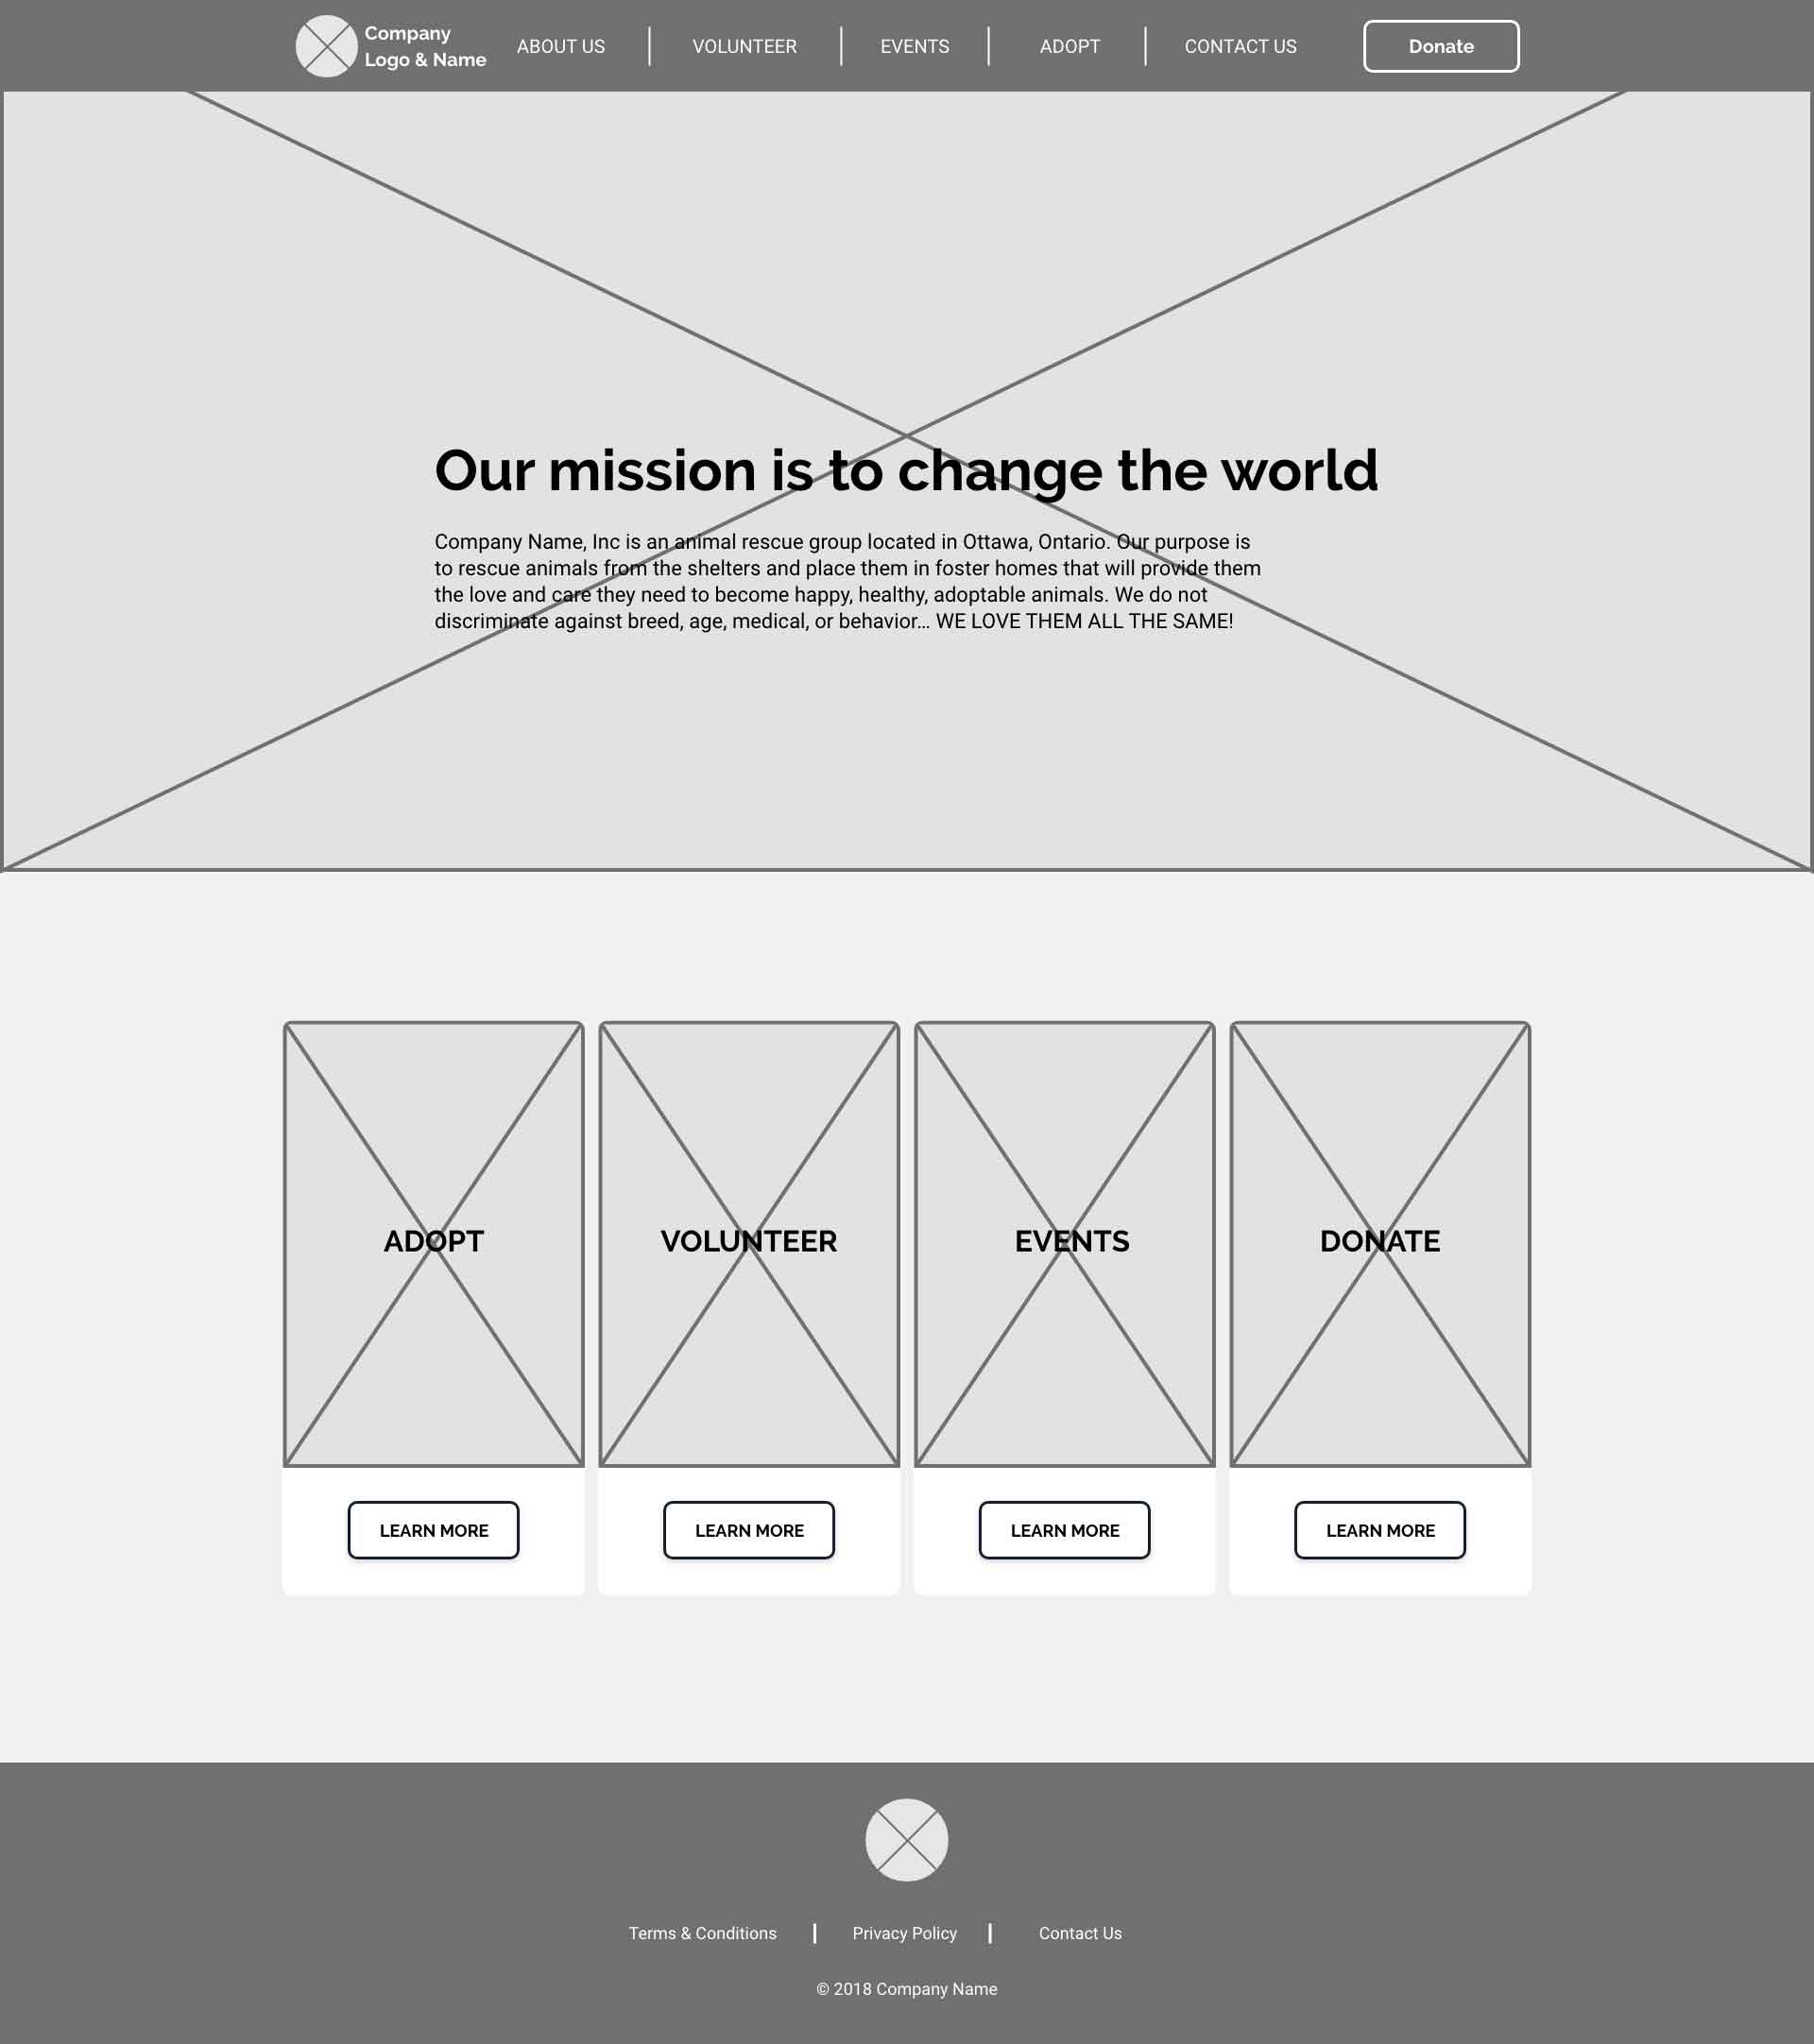 Company
Logo & Name
ABOUT US
VOLUNTEER
EVENTS
ADOPT
CONTACT US
Donate
Our mission is to change the world
Company Name, Inc is an animal rescue group located in Ottawa, Ontario. Our purpose is
to rescue animals from the shelters and place them in foster homes that will provide them
the love and care they need to become happy, healthy, adoptable animals. We do not
discriminate against breed, age, medical, or behavior... WE LOVE THEM ALL THE SAME!
ADOPT
VOLUNTEER
EVENTS
DONATE
LEARN MORE
LEARN MORE
LEARN MORE
LEARN MORE
Terms & Conditions
Privacy Policy
Contact Us
© 2018 Company Name